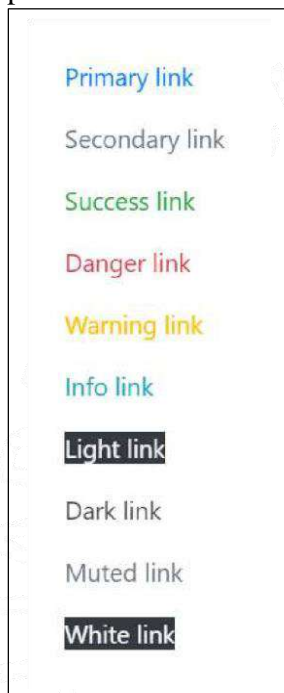 Primary link
Secondary link
Success link
Danger link
Warning link
Info link
Light link
Dark link
Muted link
White link